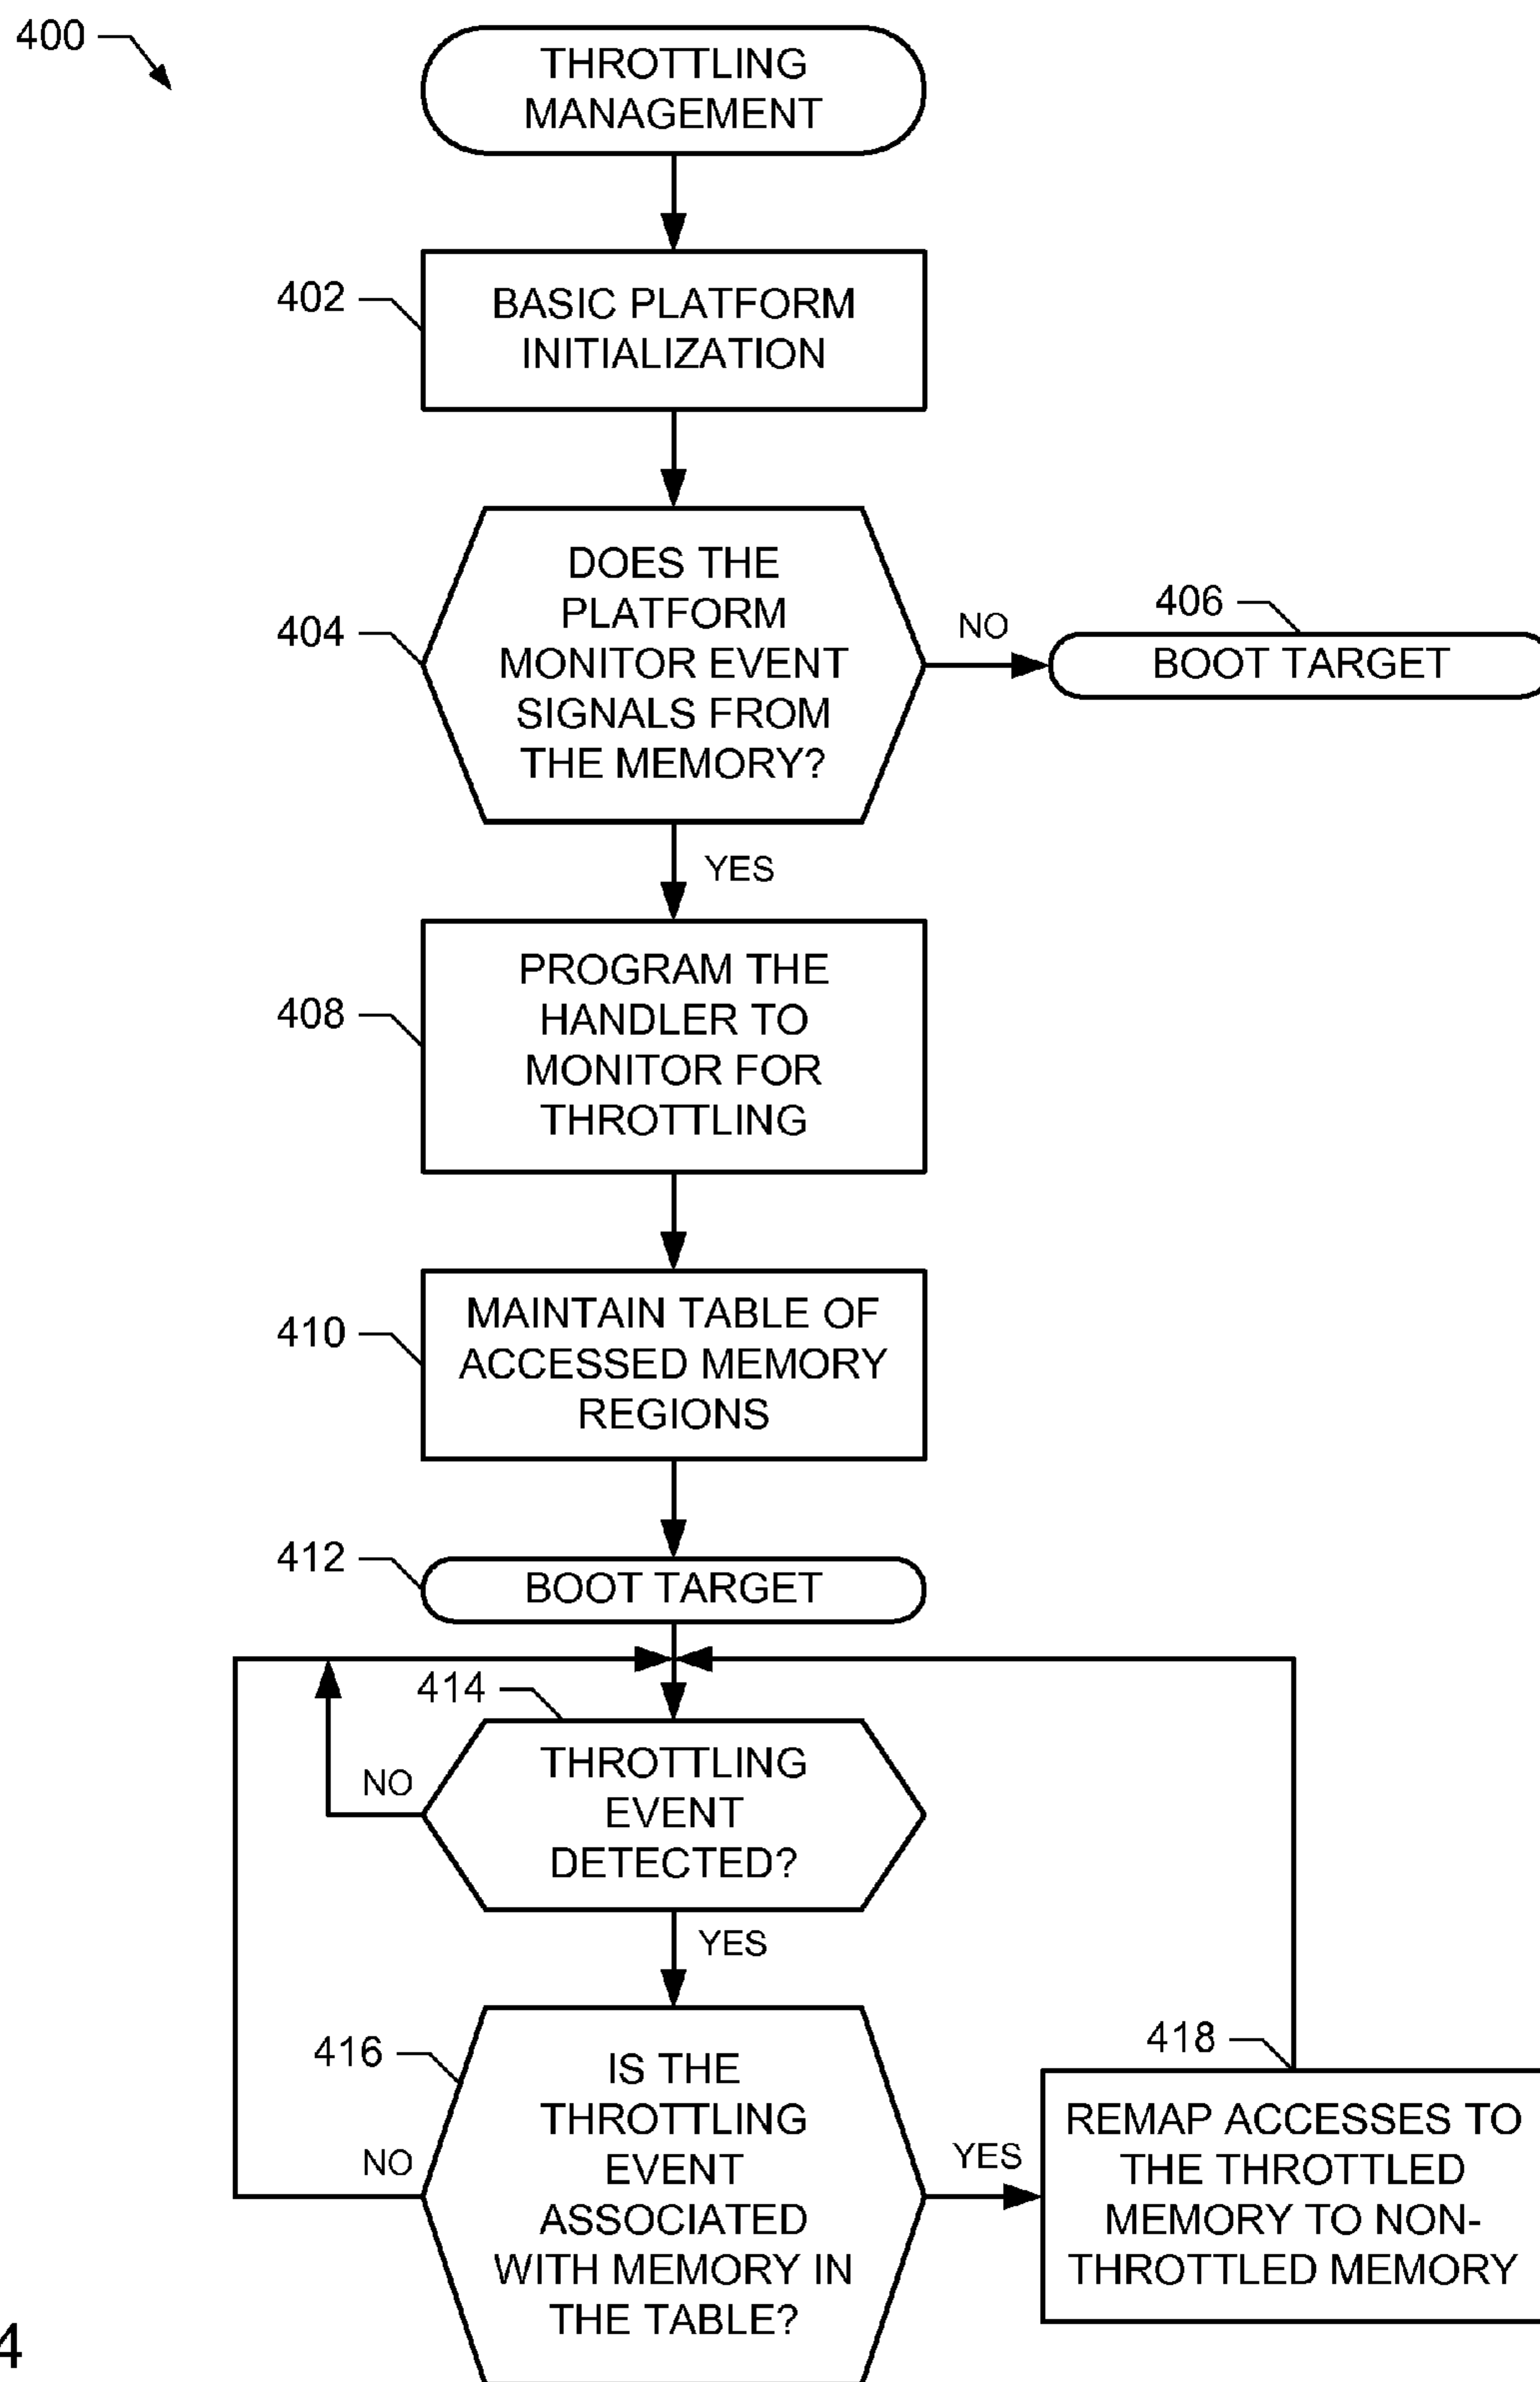 400
THROTTLING
MANAGEMENT
402
BASIC PLATFORM
INITIALIZATION
404
DOES THE
PLATFORM
MONITOR EVENT
SIGNALS FROM
THE MEMORY?
NO
406
BOOT TARGET
YES
408
PROGRAM THE
HANDLER TO
MONITOR FOR
THROTTLING
410
MAINTAIN TABLE OF
ACCESSED MEMORY
REGIONS
412
BOOT TARGET
414
THROTTLING
EVENT
DETECTED?
NO
YES
416
IS THE
THROTTLING
EVENT
ASSOCIATED
WITH MEMORY IN
THE TABLE?
NO
YES
418
REMAP ACCESSES TO
THE THROTTLED
MEMORY TO NON-
THROTTLED MEMORY
4